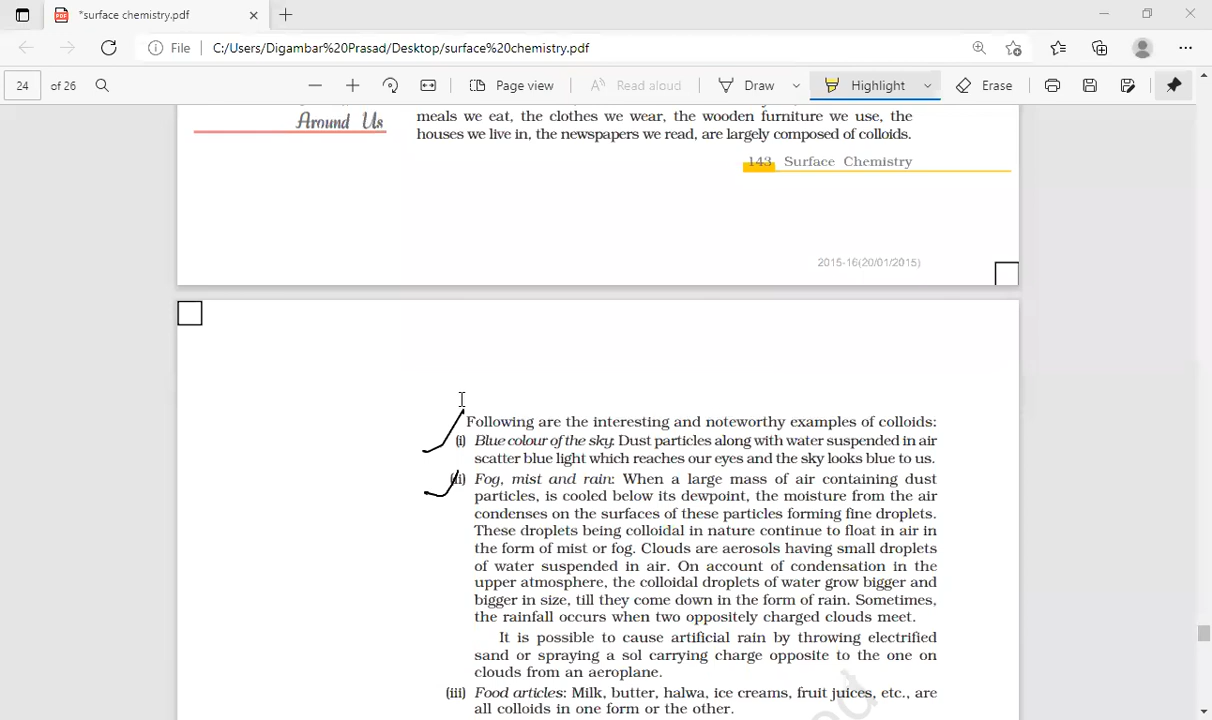 *surface chemistry.pdf
File
C:/Users/Digambar%20Prasad/Desktop/surface%20chemistry.pdf
24 of 26
Page view
Read aloud
Draw
Highlight
Erase
Around Us
meals we eat, the clothes we wear, the wooden furniture we use, the
houses we live in, the newspapers we read, are largely composed of colloids.
143 Surface Chemistry
2015-16(20/01/2015)
Following are the interesting and noteworthy examples of colloids:
(i) Blue colour of the sky: Dust particles along with water suspended in air
scatter blue light which reaches our eyes and the sky looks blue to us.
(ii) Fog, mist and rain: When a large mass of air containing dust
particles, is cooled below its dewpoint, the moisture from the air
condenses on the surfaces of these particles forming fine droplets.
These droplets being colloidal in nature continue to float in air in
the form of mist or fog. Clouds are aerosols having small droplets
of water suspended in air. On account of condensation in the
upper atmosphere, the colloidal droplets of water grow bigger and
bigger in size, till they come down in the form of rain. Sometimes,
the rainfall occurs when two oppositely charged clouds meet.
It is possible to cause artificial rain by throwing electrified
sand or spraying a sol carrying charge opposite to the one on
clouds from an aeroplane.
(iii) Food articles: Milk, butter, halwa, ice creams, fruit juices, etc., are
all colloids in one form or the other.